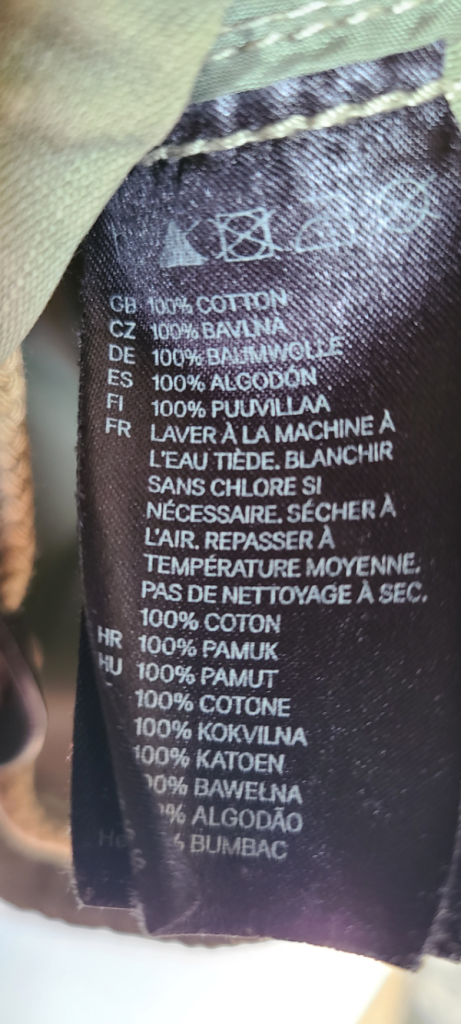 GB 100% COTTON
CZ 100% BAVLNA
DE 100% BAUMWOLLE
ES 100% ALGODÓN
FI 100% PUUVILLAA
FR LAVER À LA MACHINE À
L'EAU TIÈDE. BLANCHIR
SANS CHLORE SI
NÉCESSAIRE. SÉCHER À
L'AIR. REPASSER À
TEMPÉRATURE MOYENNE.
PAS DE NETTOYAGE À SEC.
100% COTON
HR 100% PAMUK
HU 100% PAMUT
100% COTONE
100% KOKVILNA
100% KATOEN
00% BAWEŁNA
% ALGODÃO
% BUMBAC